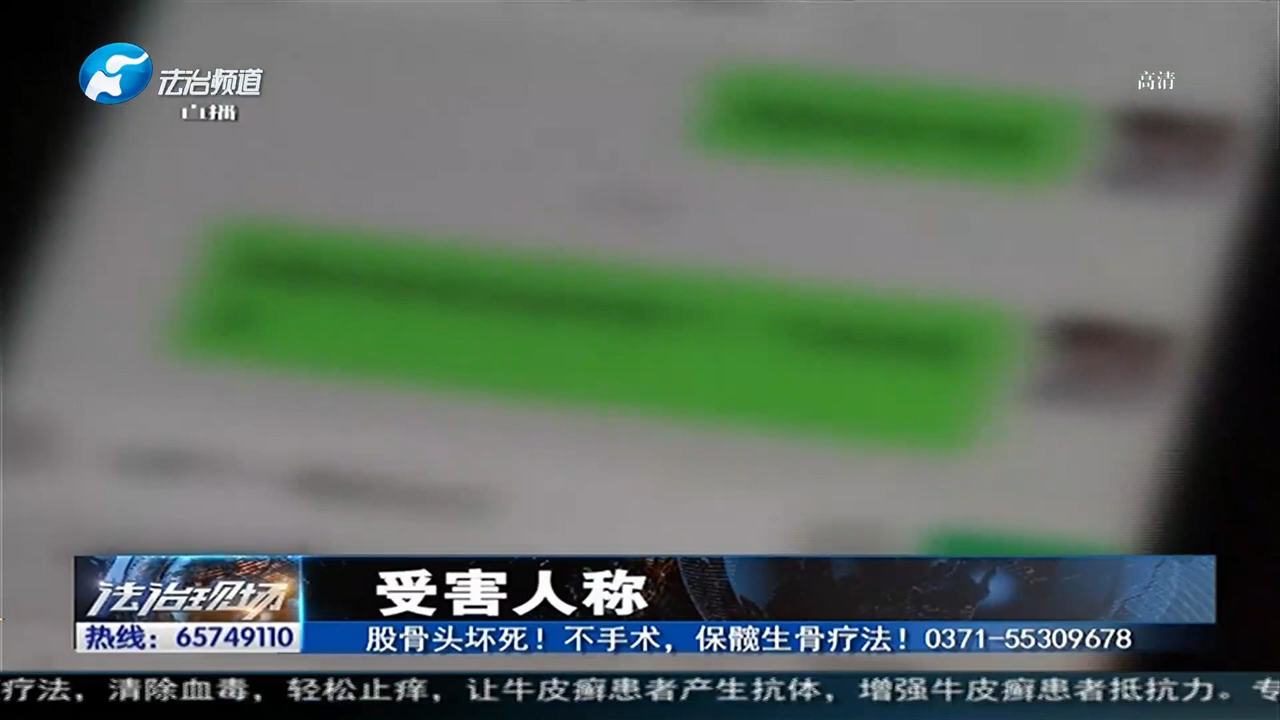 法治频道
直播
高清
法治现场
受害人称
热线：65749110
股骨头坏死！不手术，保髋生骨疗法！0371-55309678
疗法，清除血毒，轻松止痒，让牛皮癣患者产生抗体，增强牛皮癣患者抵抗力。专